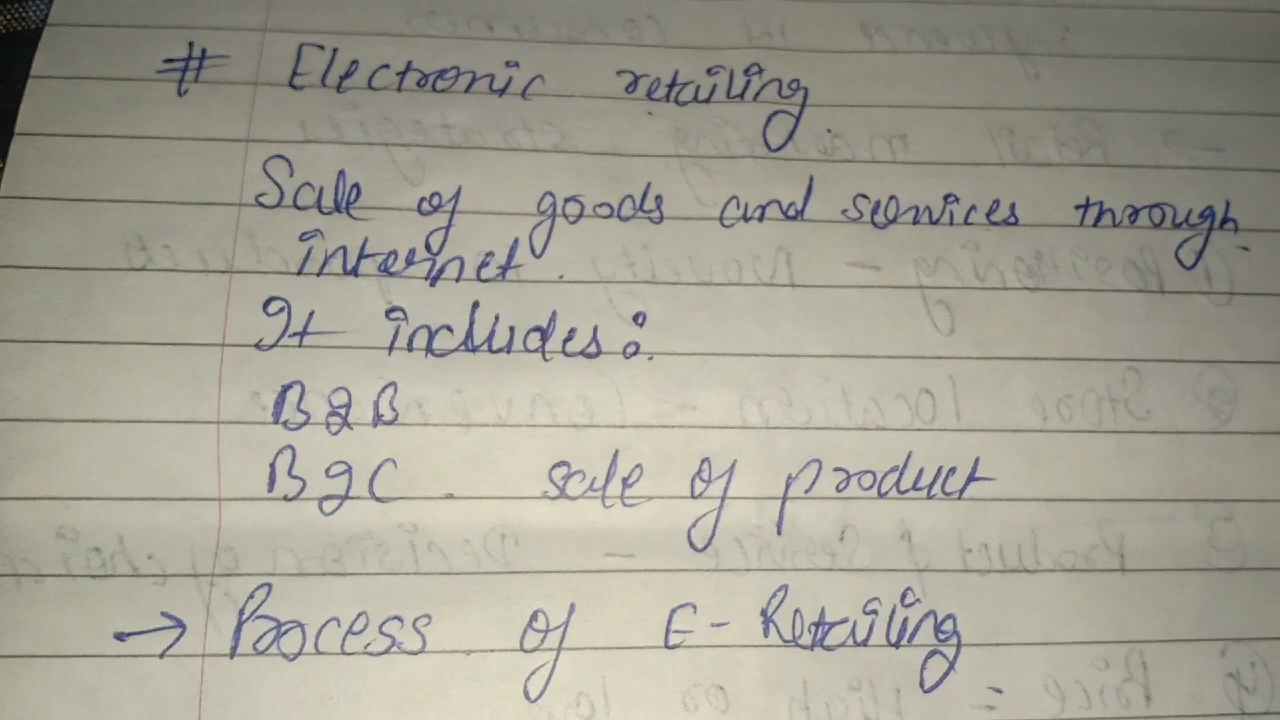 # Electronic retailing
Sale of goods and services through
internet.
It includes:
B2B
B2C. sale of product
→ Process of E-Retailing